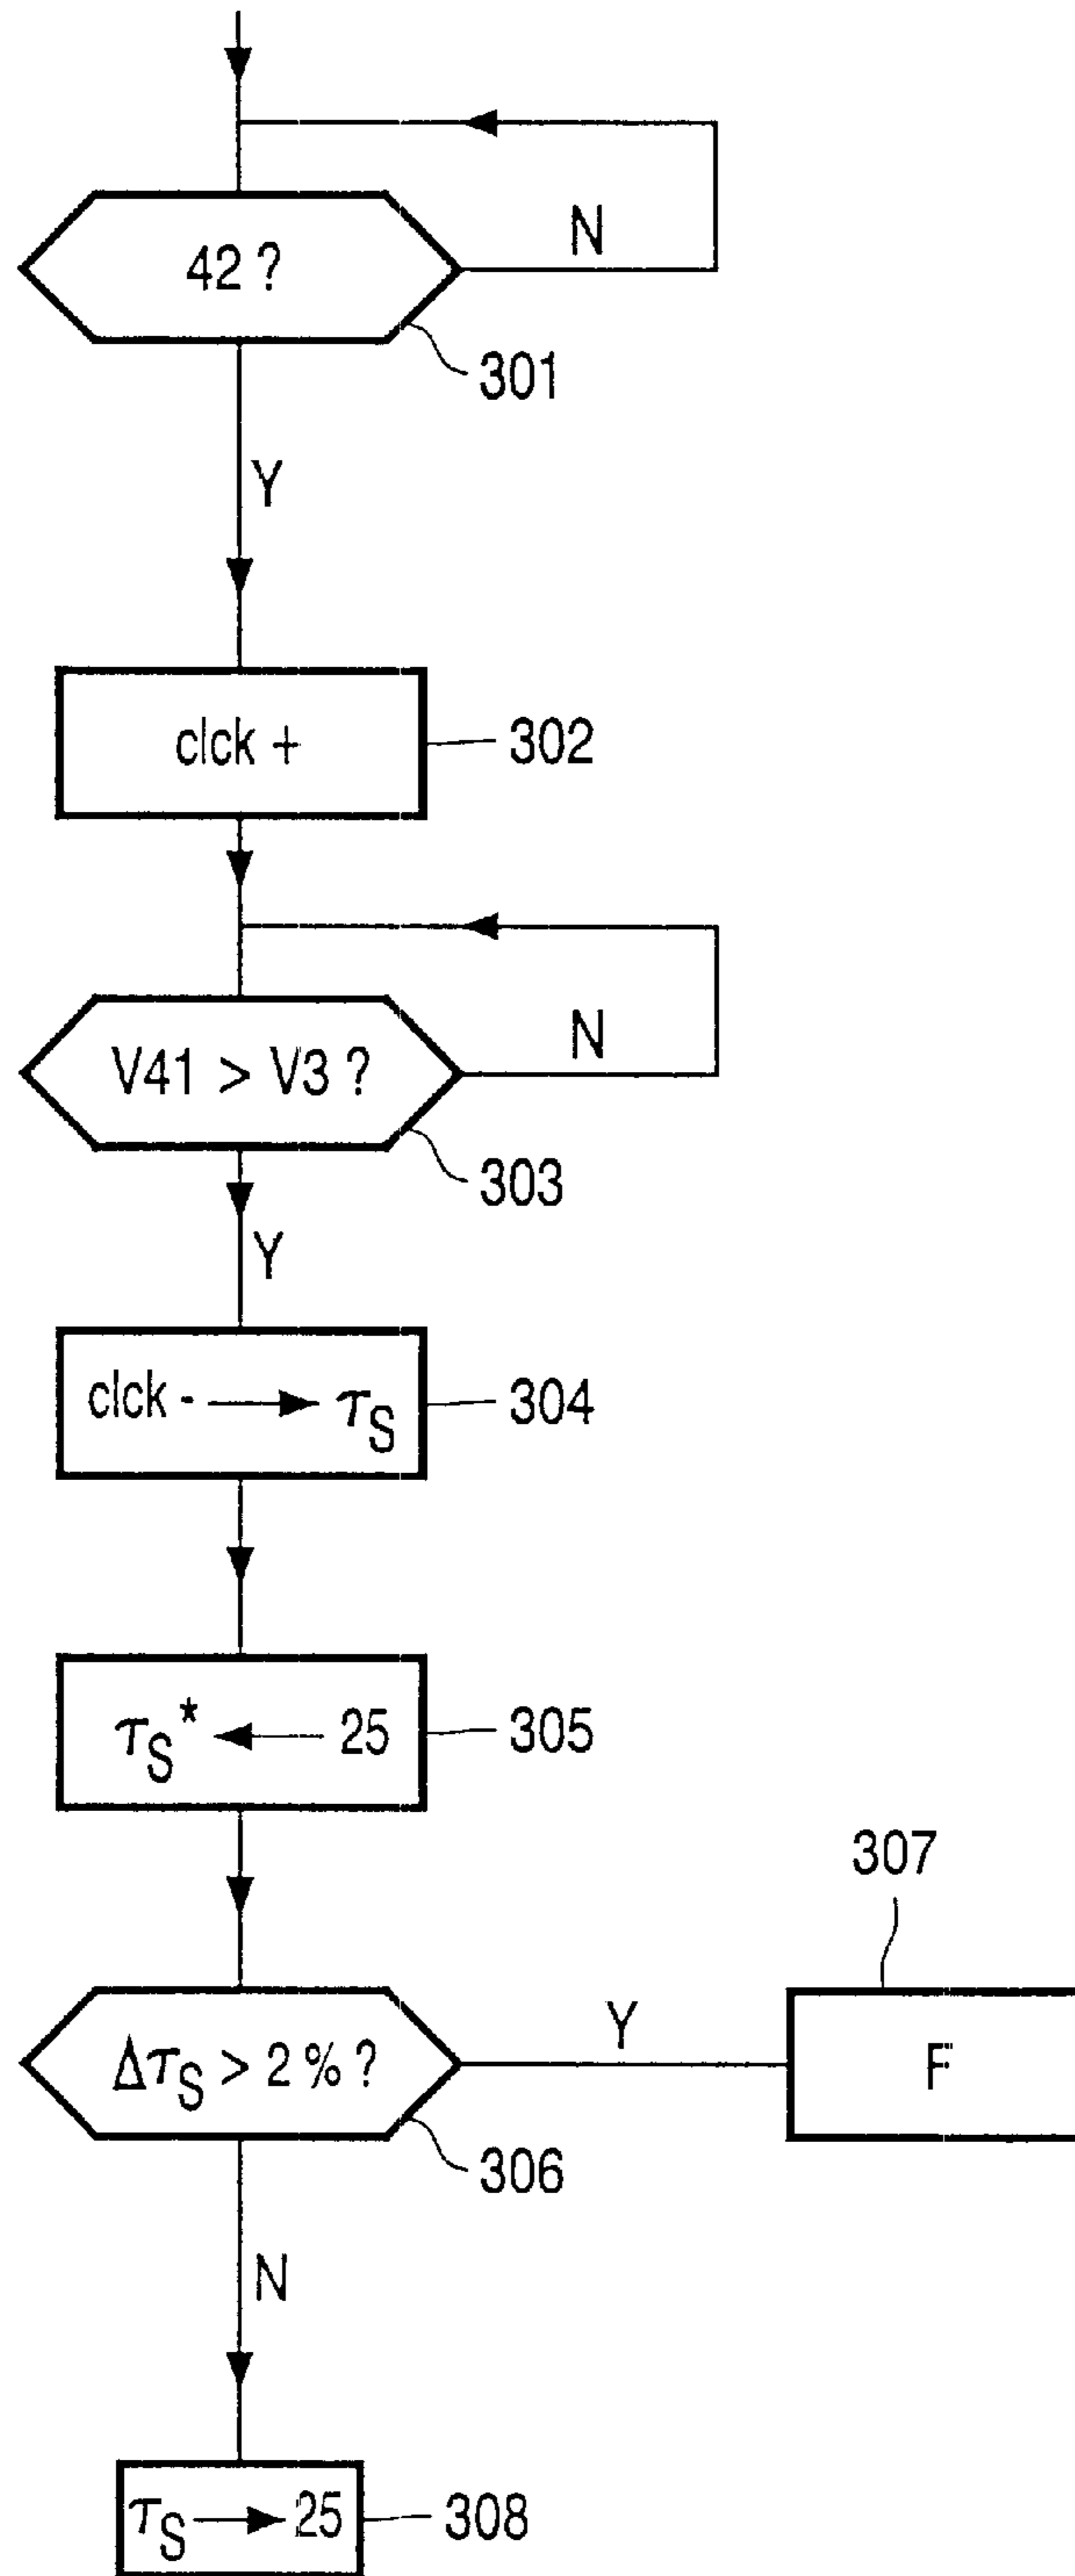 42 ?
N
301
Y
clck +
302
V41 > V3 ?
N
303
Y
clck - → τS
304
τS* ← 25
305
307
ΔτS > 2 % ?
Y
F
306
N
τS → 25
308